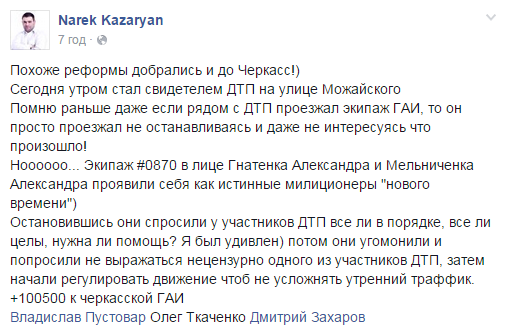 Narek Kazaryan
7 год ·
Похоже реформы добрались и до Черкасс!)
Сегодня утром стал свидетелем ДТП на улице Можайского
Помню раньше даже если рядом с ДТП проезжал экипаж ГАИ, то он
просто проезжал не останавливаясь и даже не интересуясь что
произошло!
Ноооооо... Экипаж #0870 в лице Гнатенка Александра и Мельниченка
Александра проявили себя как истинные милиционеры "нового
времени")
Остановившись они спросили у участников ДТП все ли в порядке, все ли
целы, нужна ли помощь? Я был удивлен) потом они угомонили и
попросили не выражаться нецензурно одного из участников ДТП, затем
начали регулировать движение чтоб не усложнять утренний траффик.
+100500 к черкасской ГАИ
Владислав Пустовар Олег Ткаченко Дмитрий Захаров